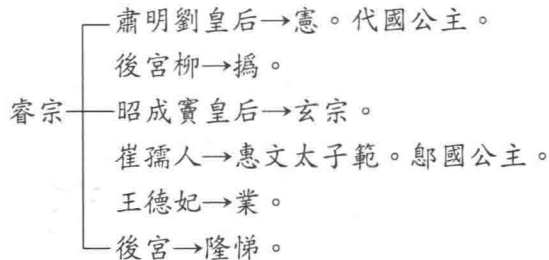 肅明劉皇后→憲。代國公主。
後宮柳→撝。
睿宗
昭成竇皇后→玄宗。
崔孺人→惠文太子範。鄎國公主。
王德妃→業。
後宮→隆悌。